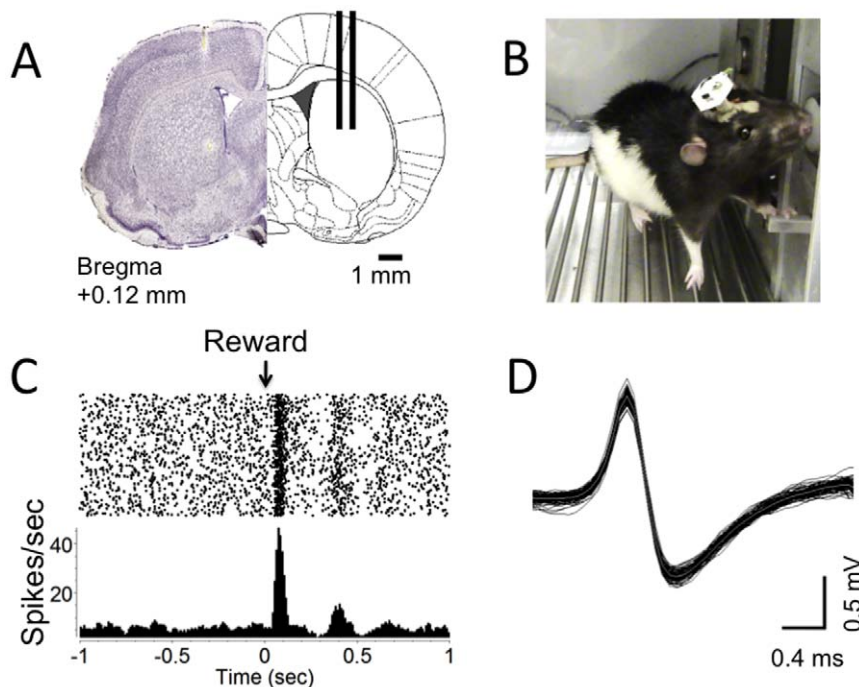 A
Bregma
+0.12 mm
1 mm
B
Reward
C
Spikes/sec
40
20
-1
-0.5
0
0.5
1
Time (sec)
D
0.5 mV
0.4 ms